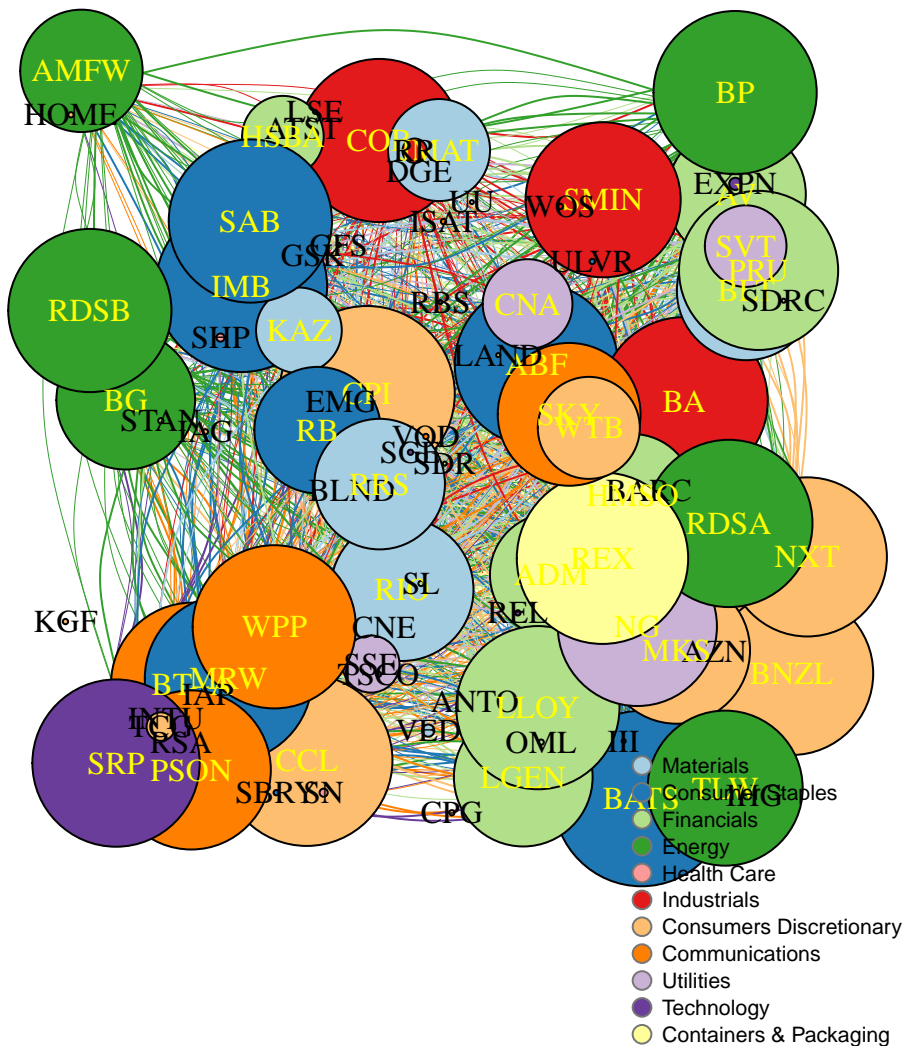 AMFW
BP
HOME
LSE
ATST
HSBA
COB
RR
DGE
EXPN
AV
SAB
UU
ISAT
WOS
SMIN
GFS
GSK
ULVR
SVT
PRU
IMB
SDRC
RDSB
SHP
KAZ
RBS
CNA
LAND
ABF
BG
STAN
IAG
CPI
EMG
RB
VOD
SGE
SDR
SKY
WTB
BA
BLND
RRS
BARC
HMSO
RDSA
NXT
REX
ADM
RIO
SL
REL
KGF
WPP
CNE
NG
MKS
AZN
BNZL
SSE
TSCO
MRW
IAP
INTU
TCG
RSA
ANTO
LLOY
VED
OML
III
SRP
PSON
CCL
SBRY
SN
CPG
LGEN
BATS
TLW
IHG
Materials
Consumer Staples
Financials
Energy
Health Care
Industrials
Consumers Discretionary
Communications
Utilities
Technology
Containers & Packaging